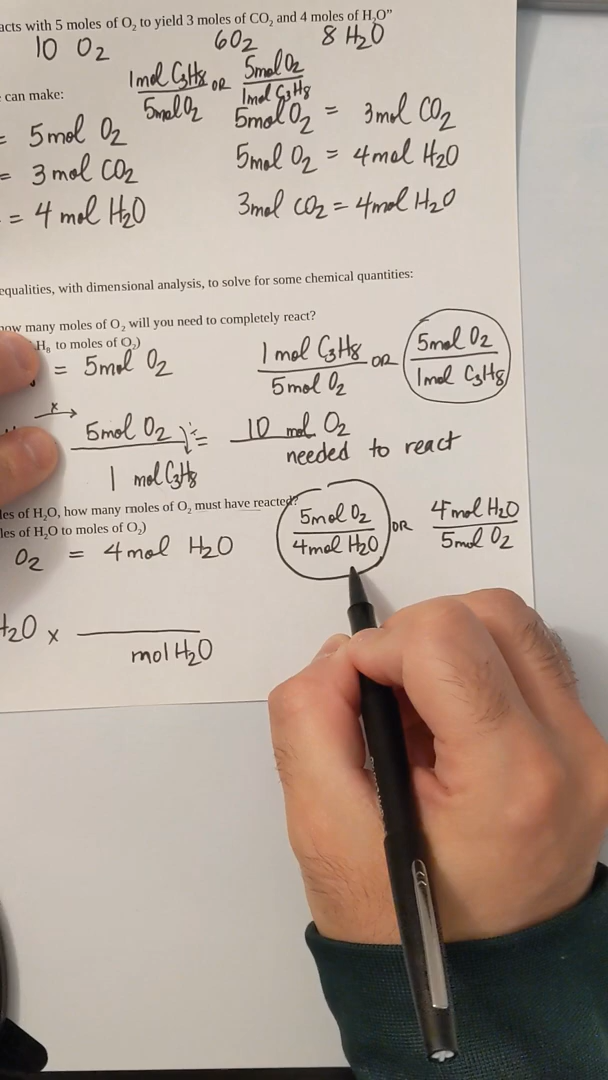 acts with 5 moles of O₂ to yield 3 moles of CO₂ and 4 moles of H₂O”
10 O₂ 6O₂ 8 H₂O
can make:
1mol C₃H₈ / 5mol O₂ OR 5mol O₂ / 1mol C₃H₈
= 5mol O₂ 5mol O₂ = 3mol CO₂
= 3mol CO₂ 5mol O₂ = 4mol H₂O
= 4 mol H₂O 3mol CO₂ = 4mol H₂O
equalities, with dimensional analysis, to solve for some chemical quantities:
how many moles of O₂ will you need to completely react?
H₈ to moles of O₂)
= 5mol O₂ 1mol C₃H₈ / 5mol O₂ OR 5mol O₂ / 1mol C₃H₈
x 5mol O₂ / 1 mol C₃H₈ ÷ = 10 mol O₂
needed to react
les of H₂O, how many moles of O₂ must have reacted?
les of H₂O to moles of O₂)
O₂ = 4mol H₂O 5mol O₂ / 4mol H₂O OR 4mol H₂O / 5mol O₂
H₂O x
mol H₂O